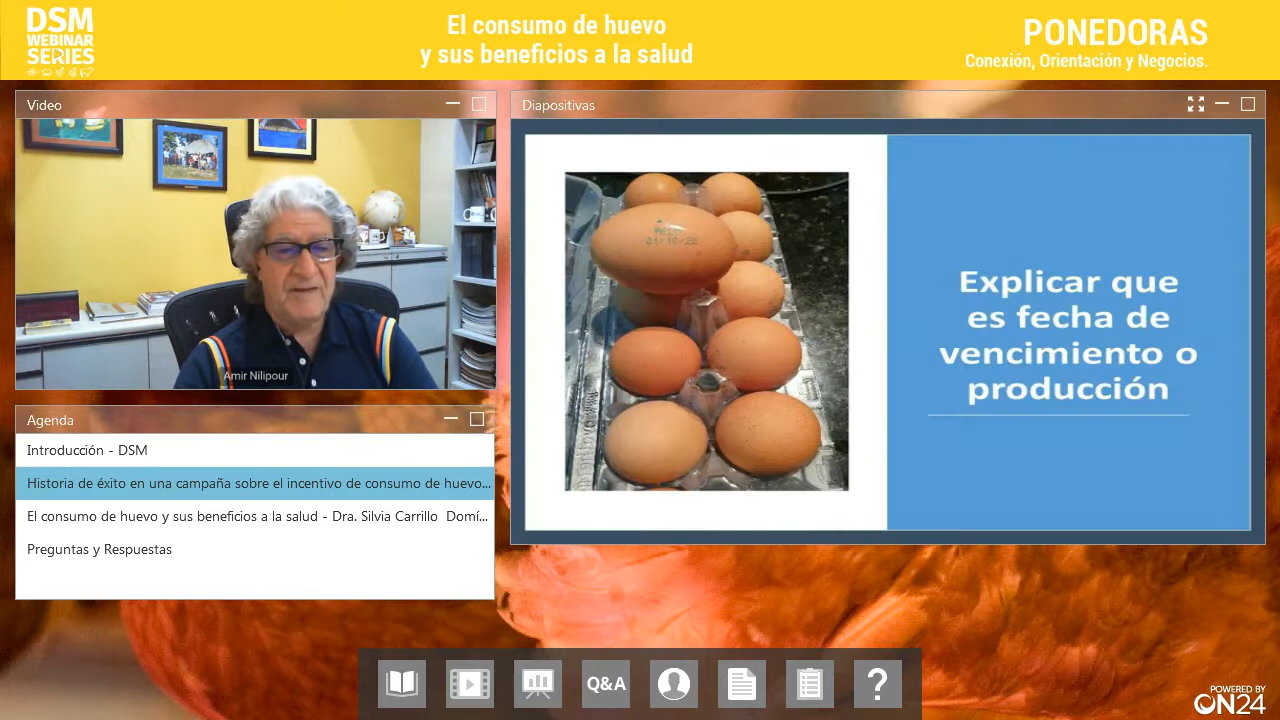 DSM
WEBINAR
SERIES
El consumo de huevo
y sus beneficios a la salud
PONEDORAS
Conexión, Orientación y Negocios.
Video
Amir Nilipour
Agenda
Introducción - DSM
Historia de éxito en una campaña sobre el incentivo de consumo de huevo...
El consumo de huevo y sus beneficios a la salud - Dra. Silvia Carrillo Domí...
Preguntas y Respuestas
Diapositivas
Explicar que
es fecha de
vencimiento o
producción
Q&A
?
POWERED BY
ON24